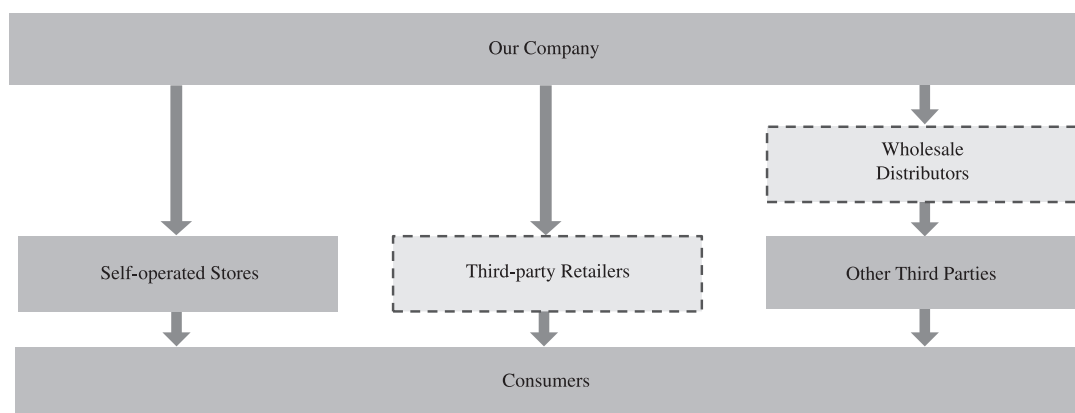 Our Company
Wholesale
Distributors
Self-operated Stores
Third-party Retailers
Other Third Parties
Consumers